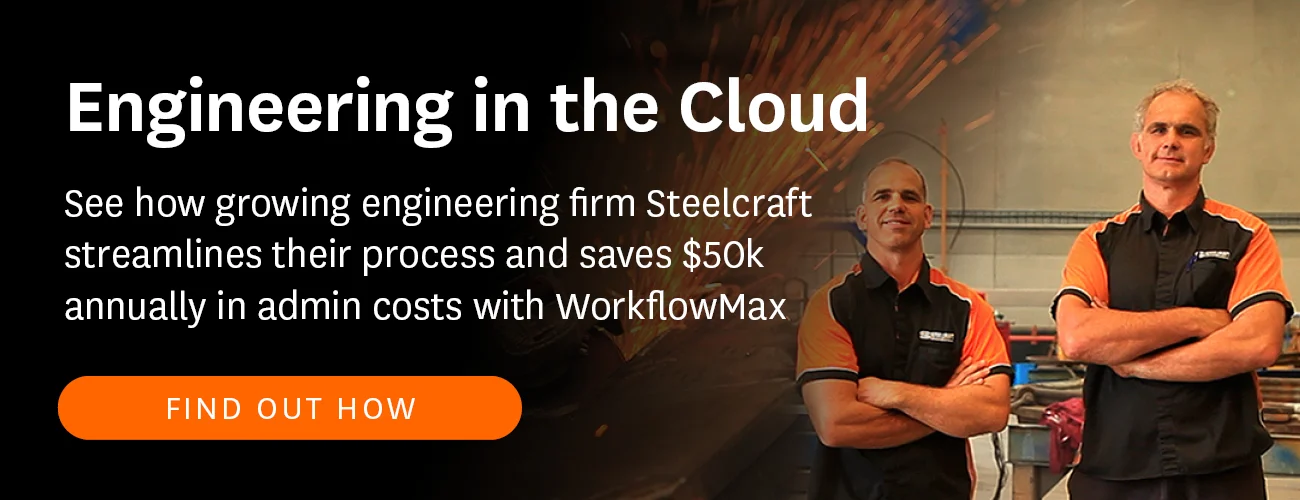 Engineering in the Cloud
See how growing engineering firm Steelcraft
streamlines their process and saves $50k
annually in admin costs with WorkflowMax
FIND OUT HOW